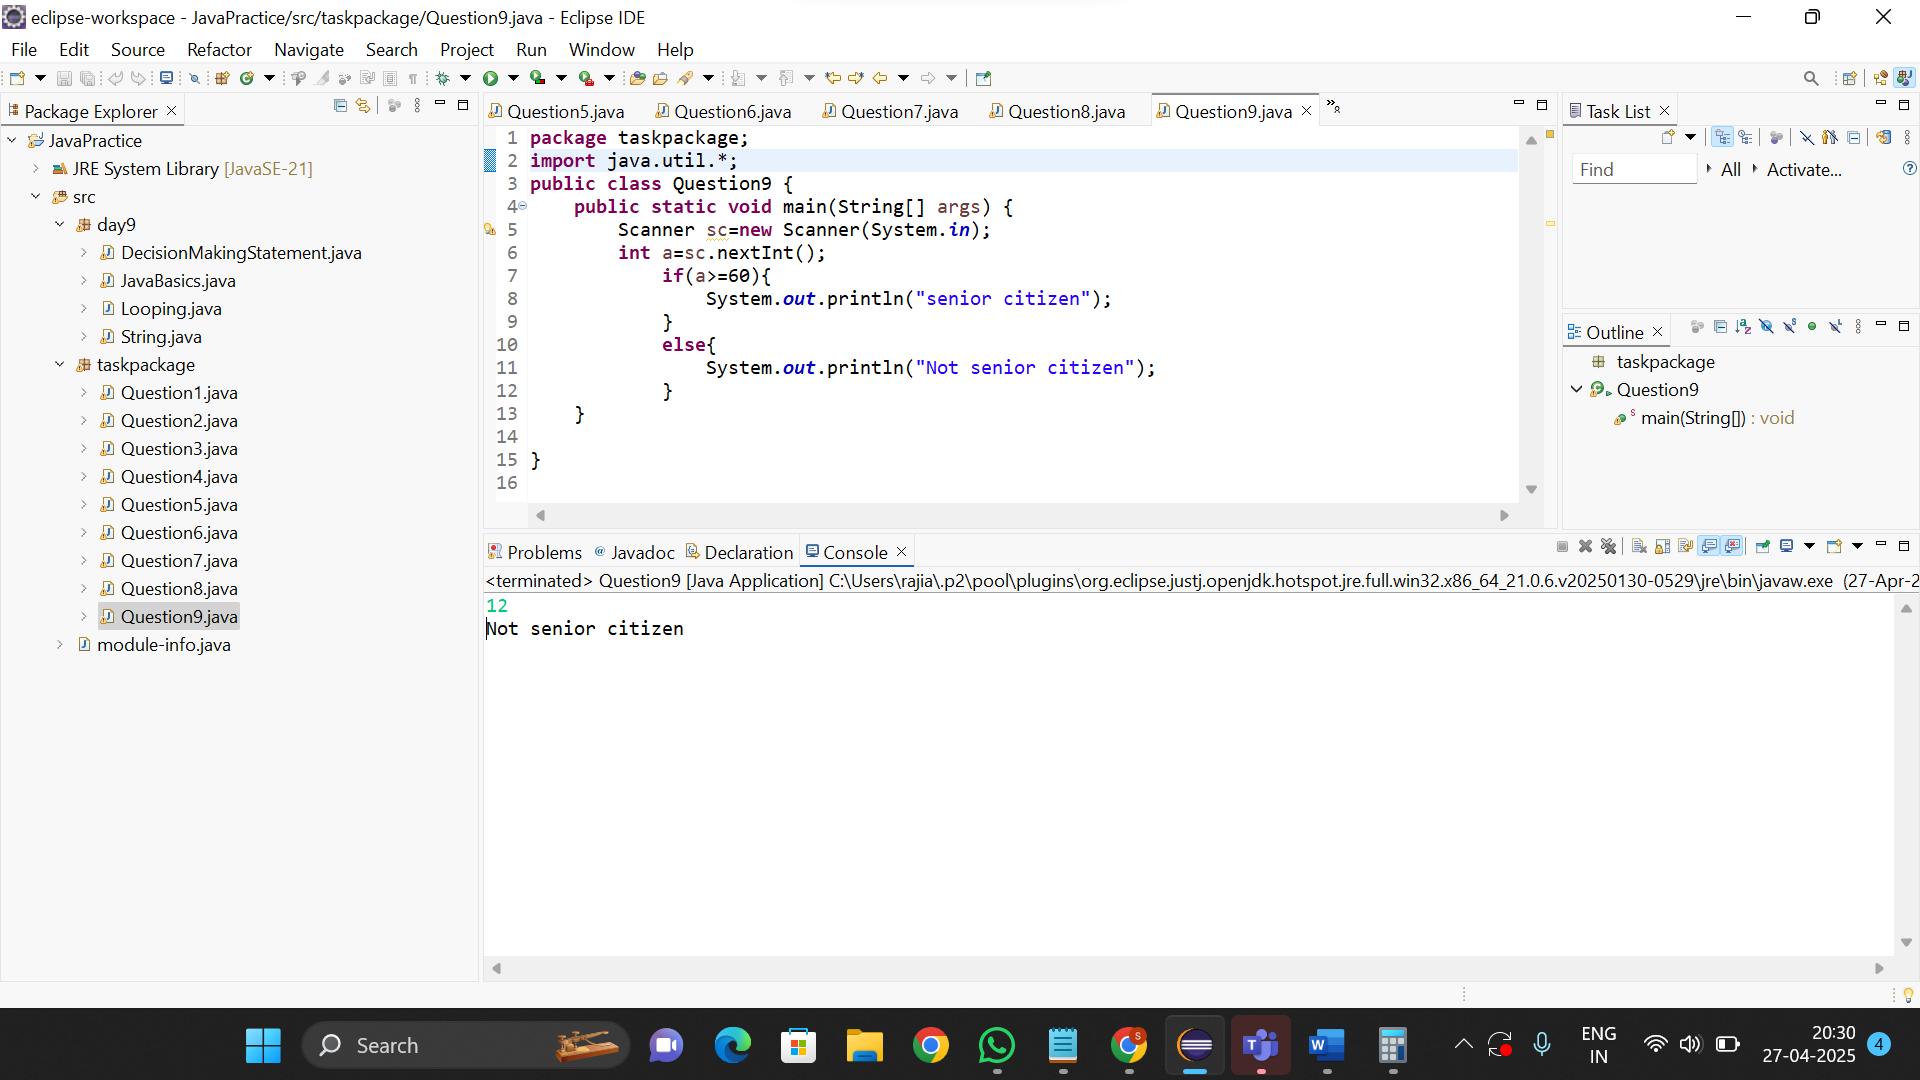 eclipse-workspace - JavaPractice/src/taskpackage/Question9.java - Eclipse IDE
File Edit Source Refactor Navigate Search Project Run Window Help
Package Explorer
JavaPractice
JRE System Library [JavaSE-21]
src
day9
DecisionMakingStatement.java
JavaBasics.java
Looping.java
String.java
taskpackage
Question1.java
Question2.java
Question3.java
Question4.java
Question5.java
Question6.java
Question7.java
Question8.java
Question9.java
module-info.java
Question5.java Question6.java Question7.java Question8.java Question9.java »8
1 package taskpackage;
2 import java.util.*;
3 public class Question9 {
4 public static void main(String[] args) {
5 Scanner sc=new Scanner(System.in);
6 int a=sc.nextInt();
7 if(a>=60){
8 System.out.println("senior citizen");
9 }
10 else{
11 System.out.println("Not senior citizen");
12 }
13 }
14
15 }
16
Task List
Find All Activate...
Outline
taskpackage
Question9
main(String[]) : void
Problems Javadoc Declaration Console
<terminated> Question9 [Java Application] C:\Users\rajia\.p2\pool\plugins\org.eclipse.justj.openjdk.hotspot.jre.full.win32.x86_64_21.0.6.v20250130-0529\jre\bin\javaw.exe (27-Apr-2
12
Not senior citizen
Search
ENG
IN
20:30
27-04-2025
4